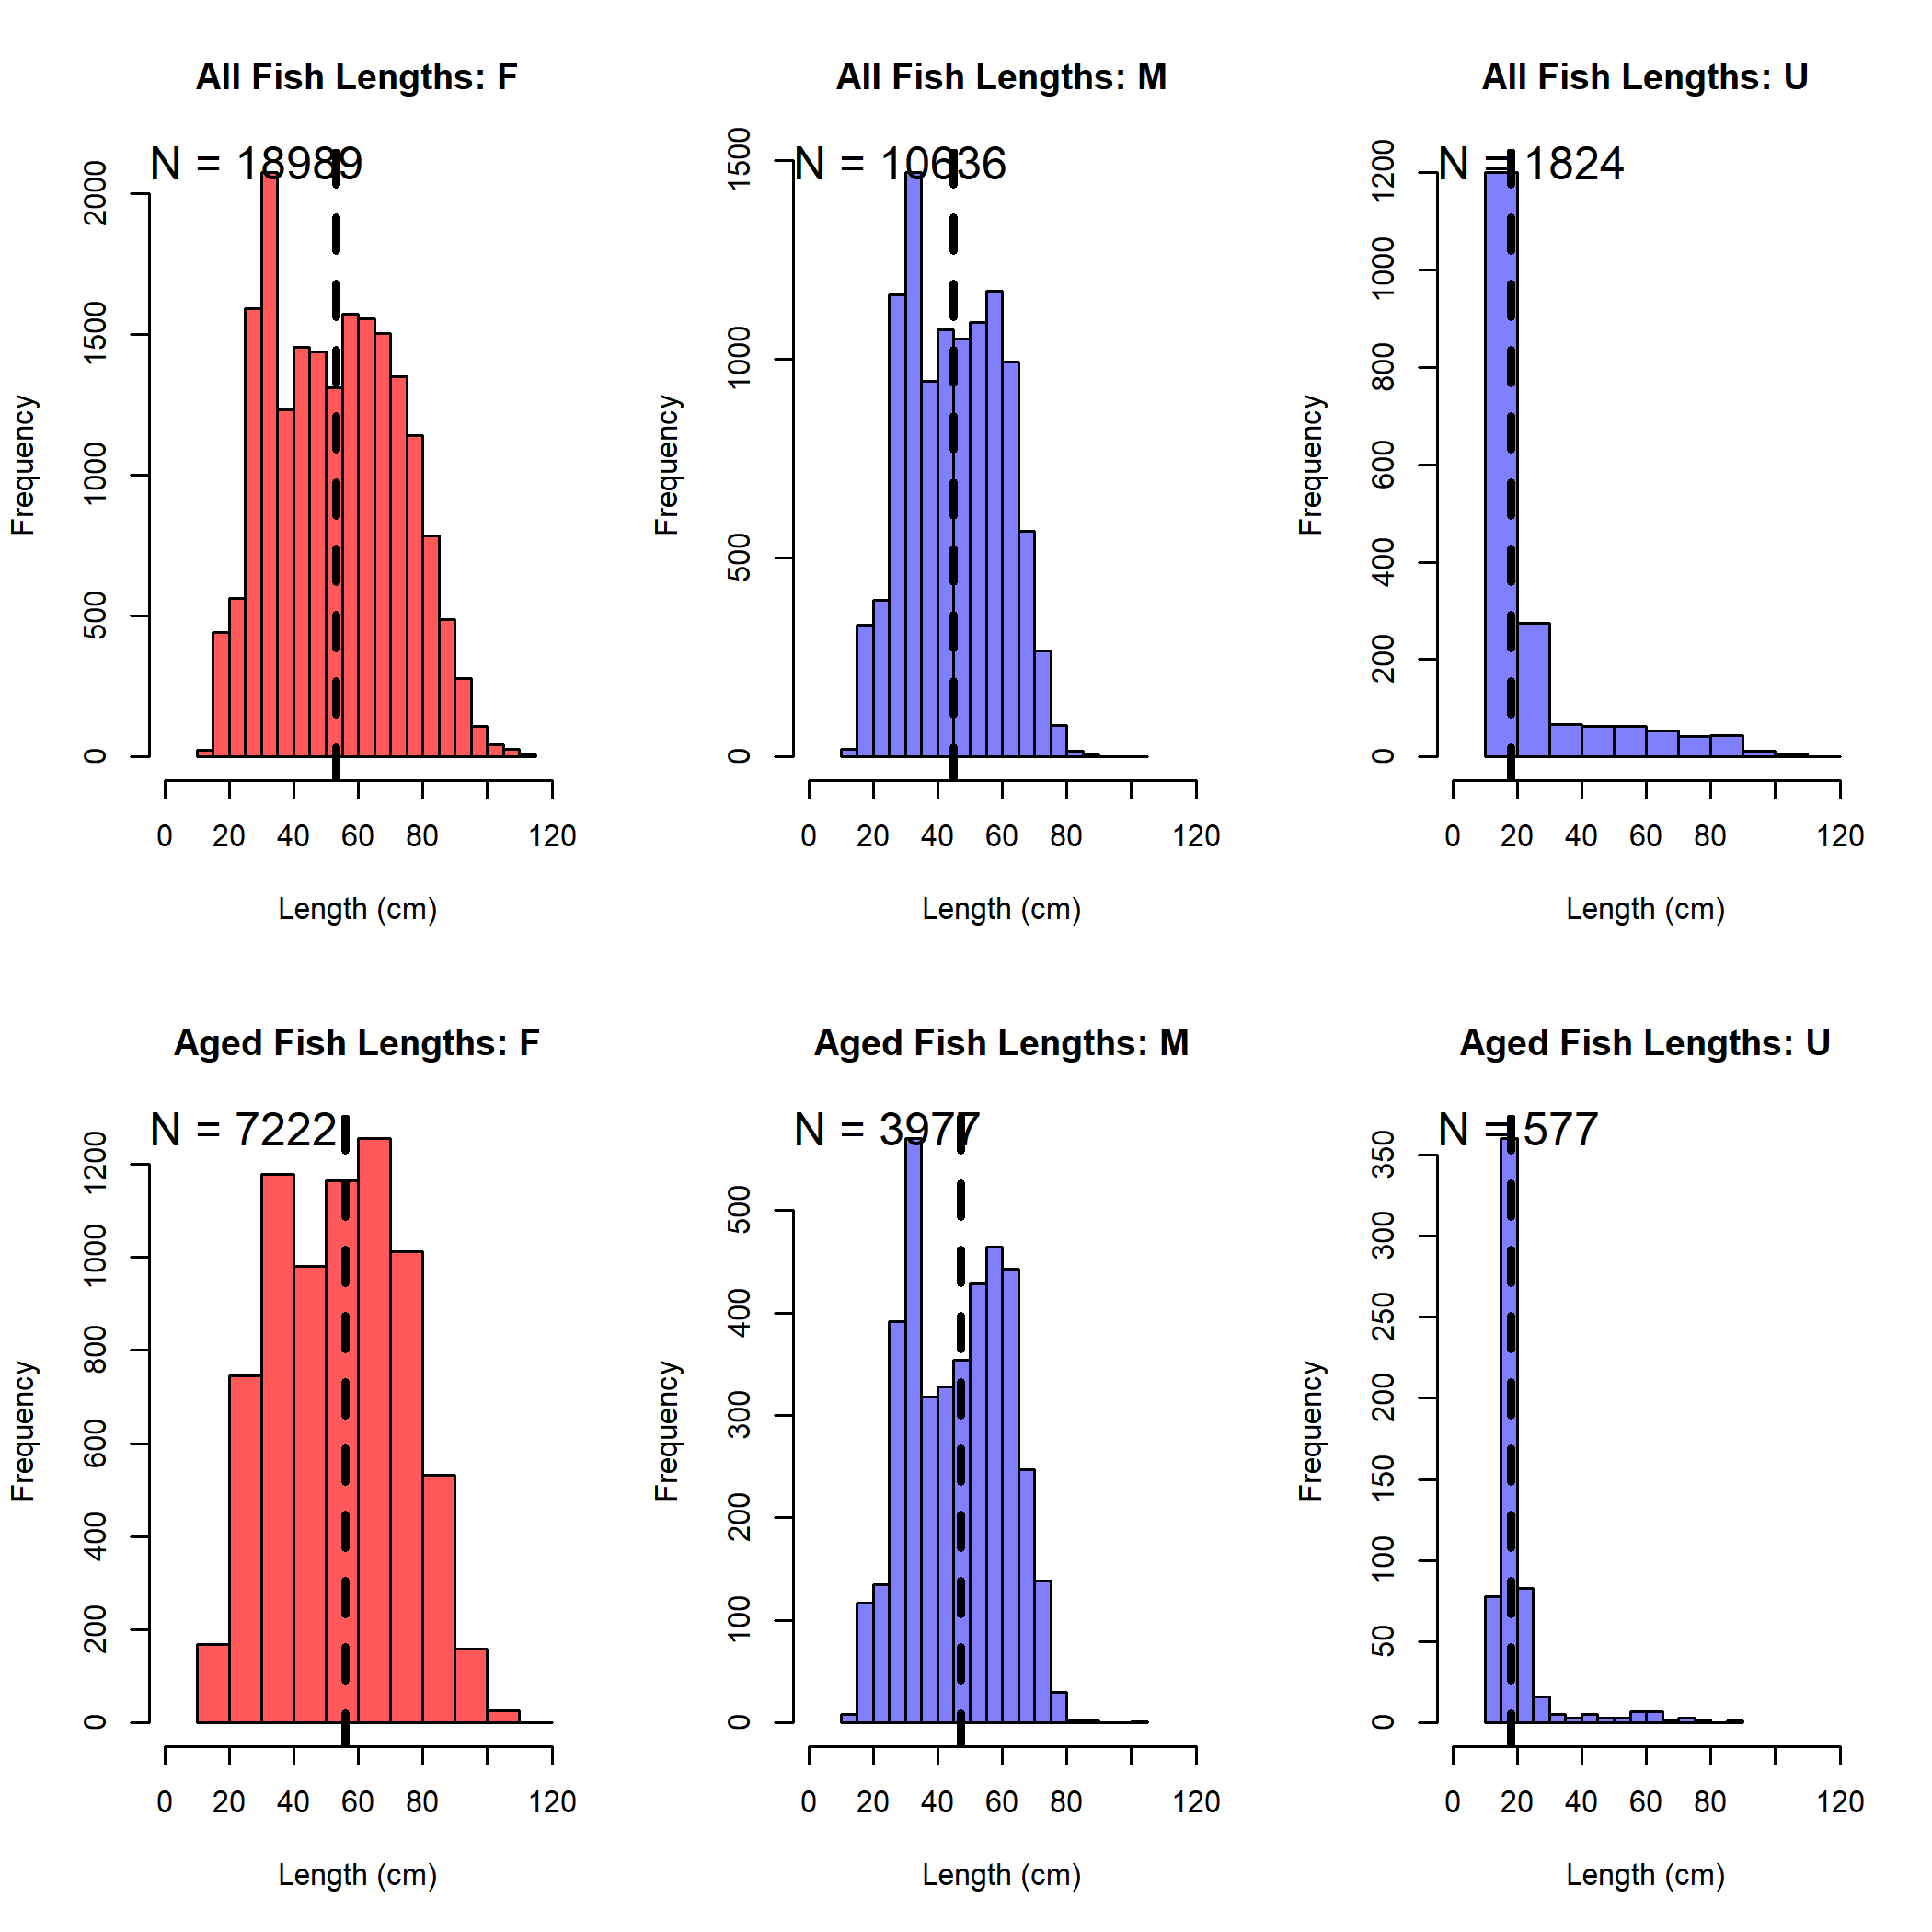 All Fish Lengths: F
N = 18989
Frequency
0 500 1000 1500 2000
0 20 40 60 80 120
Length (cm)
All Fish Lengths: M
N = 10636
Frequency
0 500 1000 1500
0 20 40 60 80 120
Length (cm)
All Fish Lengths: U
N = 1824
Frequency
0 200 400 600 800 1000 1200
0 20 40 60 80 120
Length (cm)
Aged Fish Lengths: F
N = 7222
Frequency
0 200 400 600 800 1000 1200
0 20 40 60 80 120
Length (cm)
Aged Fish Lengths: M
N = 3977
Frequency
0 100 200 300 400 500
0 20 40 60 80 120
Length (cm)
Aged Fish Lengths: U
N = 577
Frequency
0 50 100 150 200 250 300 350
0 20 40 60 80 120
Length (cm)